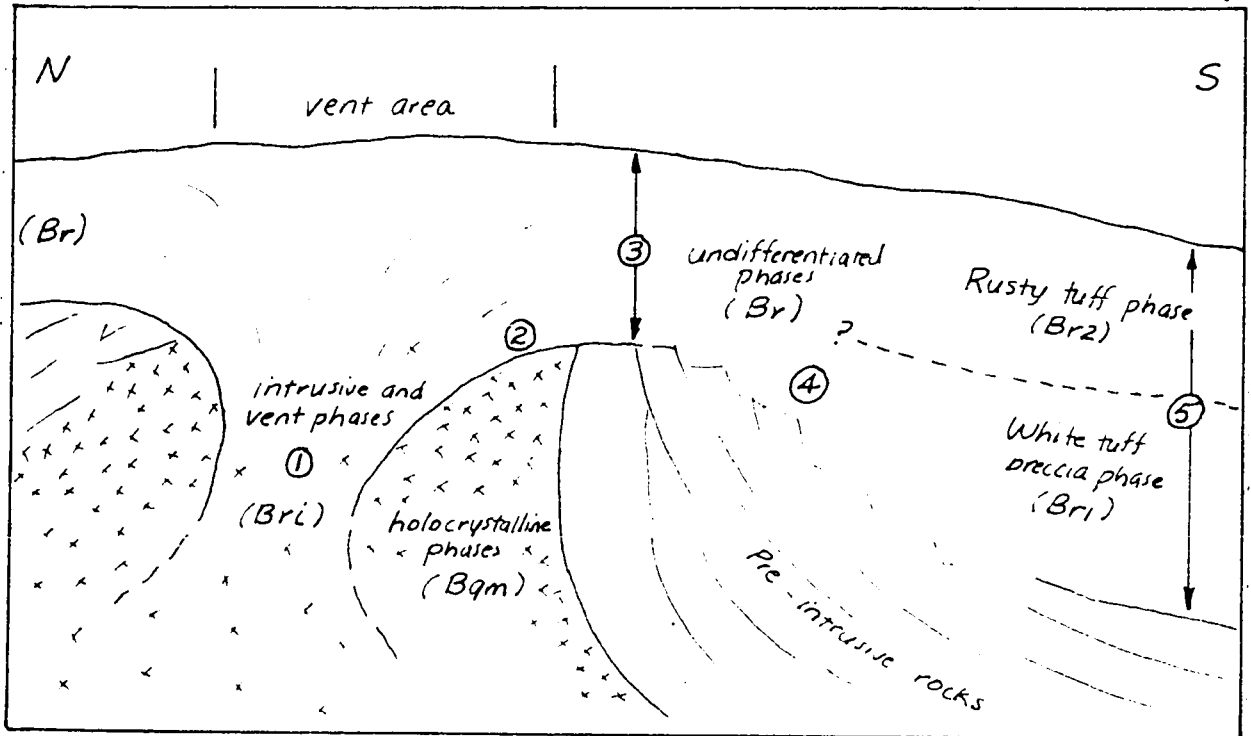 N
S
vent area
(Br)
③
undifferentiated
phases
(Br)
Rusty tuff phase
(Br2)
?
②
④
intrusive and
vent phases
①
(Bri)
⑤
White tuff
breccia phase
(Br1)
holocrystalline
phases
(Bqm)
Pre-intrusive rocks